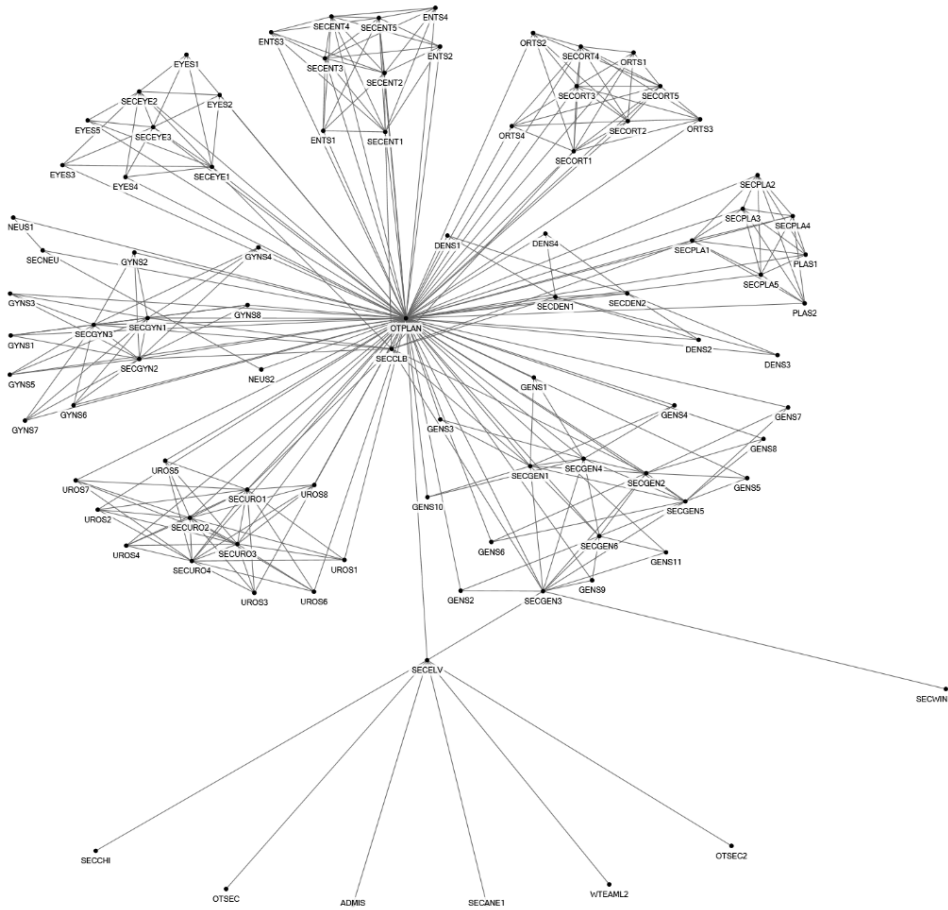 ENTS4
SECENT4
SECENT5
ENTS3
ENTS2
SECENT3
SECENT2
ENTS1
SECENT1
ORTS2
SECORT4
ORTS1
SECORT3
SECORT5
SECORT2
ORTS3
ORTS4
SECORT1
EYES1
SECEYE2
EYES2
EYES5
SECEYE3
EYES3
EYES4
SECEYE1
SECPLA2
SECPLA3
SECPLA4
SECPLA1
PLAS1
SECPLA5
PLAS2
NEUS1
SECNEU
GYNS2
GYNS4
DENS1
DENS4
GYNS3
GYNS8
SECDEN1
SECDEN2
SECGYN1
SECGYN3
OTPLAN
GYNS1
SECGYN2
SECCLB
DENS2
DENS3
GYNS5
NEUS2
GYNS6
GYNS7
GENS1
GENS3
GENS4
GENS7
GENS8
SECGEN1
SECGEN4
SECGEN2
GENS5
GENS10
SECGEN5
UROS5
UROS7
SECURO1
UROS8
UROS2
SECURO2
UROS4
SECURO3
SECURO4
UROS1
UROS3
UROS6
GENS6
SECGEN6
GENS11
GENS9
GENS2
SECGEN3
SECELV
SECWIN
SECCHI
OTSEC2
OTSEC
ADMIS
SECANE1
WTEAML2